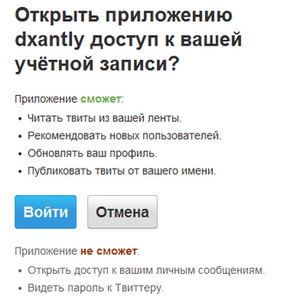 Открыть приложению
dxantly доступ к вашей
учётной записи?
Приложение сможет:
• Читать твиты из вашей ленты.
• Рекомендовать новых пользователей.
• Обновлять ваш профиль.
• Публиковать твиты от вашего имени.
Войти Отмена
Приложение не сможет:
• Открыть доступ к вашим личным сообщениям.
• Видеть пароль к Твиттеру.